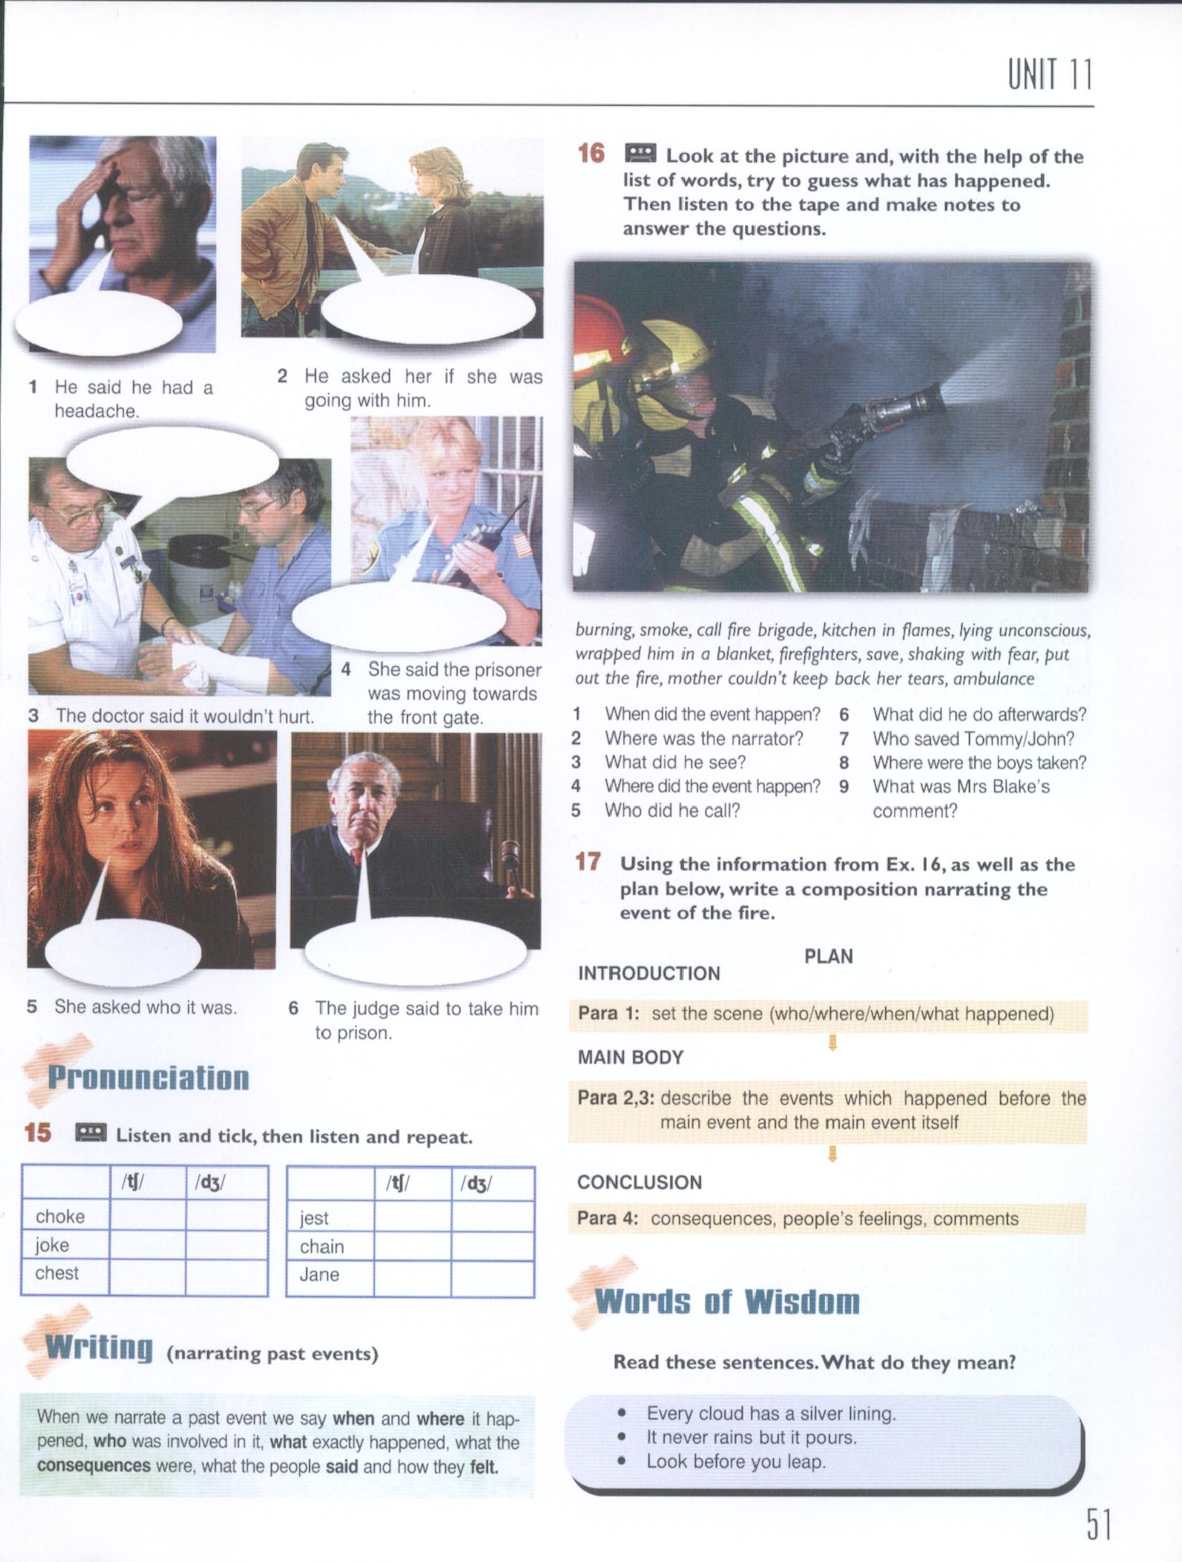 UNIT 11
1 He said he had a
headache.
2 He asked her if she was
going with him.
3 The doctor said it wouldn't hurt.
4 She said the prisoner
was moving towards
the front gate.
5 She asked who it was.
6 The judge said to take him
to prison.
Pronunciation
15 Listen and tick, then listen and repeat.
/tʃ/ /dʒ/
choke
joke
chest
/tʃ/ /dʒ/
jest
chain
Jane
Writing (narrating past events)
When we narrate a past event we say when and where it hap-
pened, who was involved in it, what exactly happened, what the
consequences were, what the people said and how they felt.
16 Look at the picture and, with the help of the
list of words, try to guess what has happened.
Then listen to the tape and make notes to
answer the questions.
burning, smoke, call fire brigade, kitchen in flames, lying unconscious,
wrapped him in a blanket, firefighters, save, shaking with fear, put
out the fire, mother couldn't keep back her tears, ambulance
1 When did the event happen?
2 Where was the narrator?
3 What did he see?
4 Where did the event happen?
5 Who did he call?
6 What did he do afterwards?
7 Who saved Tommy/John?
8 Where were the boys taken?
9 What was Mrs Blake's
comment?
17 Using the information from Ex. 16, as well as the
plan below, write a composition narrating the
event of the fire.
PLAN
INTRODUCTION
Para 1: set the scene (who/where/when/what happened)
MAIN BODY
Para 2,3: describe the events which happened before the
main event and the main event itself
CONCLUSION
Para 4: consequences, people's feelings, comments
Words of Wisdom
Read these sentences. What do they mean?
• Every cloud has a silver lining.
• It never rains but it pours.
• Look before you leap.
51